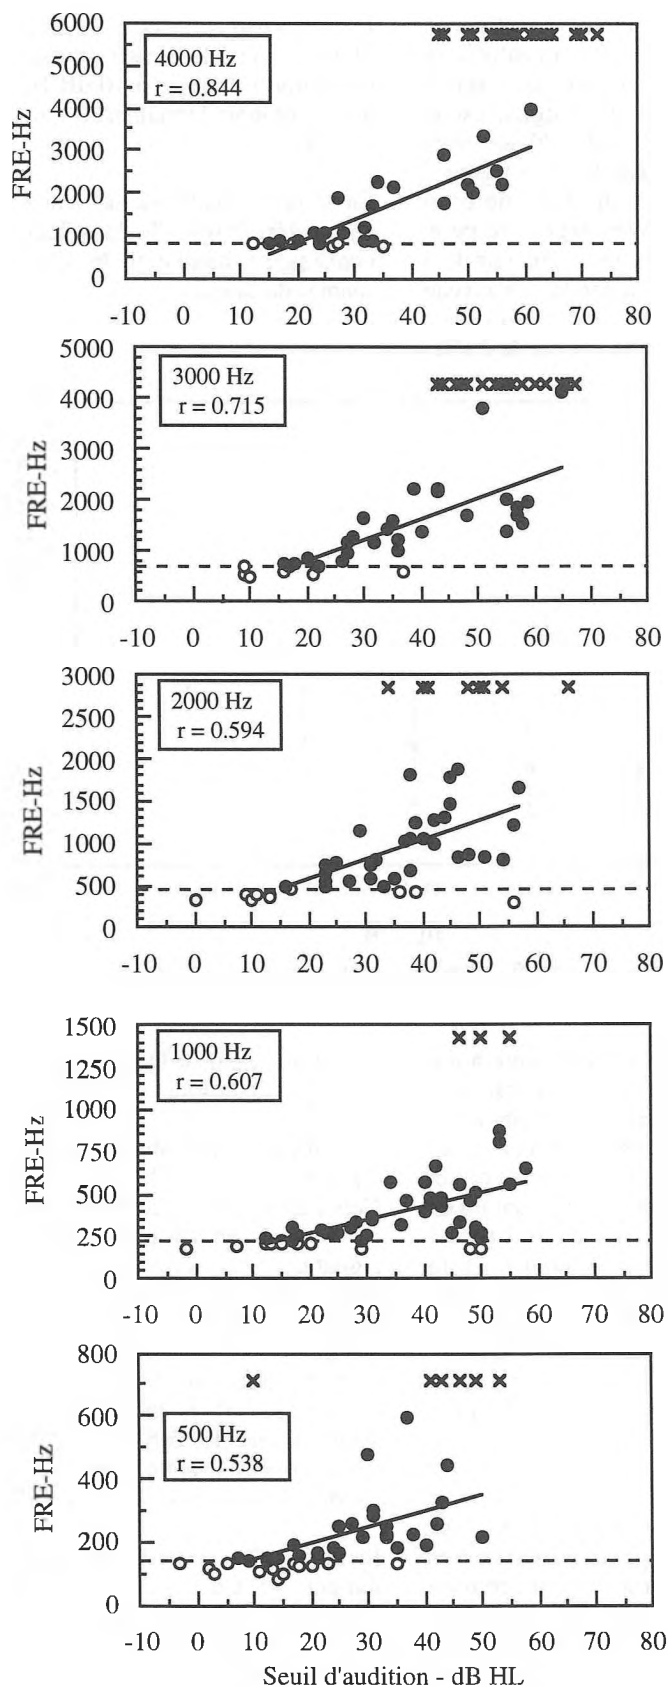 6000
5000
4000
3000
2000
1000
0
FRE-Hz
4000 Hz
r = 0.844
-10 0 10 20 30 40 50 60 70 80
5000
4000
3000
2000
1000
0
FRE-Hz
3000 Hz
r = 0.715
-10 0 10 20 30 40 50 60 70 80
3000
2500
2000
1500
1000
500
0
FRE-Hz
2000 Hz
r = 0.594
-10 0 10 20 30 40 50 60 70 80
1500
1250
1000
750
500
250
0
FRE-Hz
1000 Hz
r = 0.607
-10 0 10 20 30 40 50 60 70 80
800
600
400
200
0
FRE-Hz
500 Hz
r = 0.538
-10 0 10 20 30 40 50 60 70 80
Seuil d'audition - dB HL